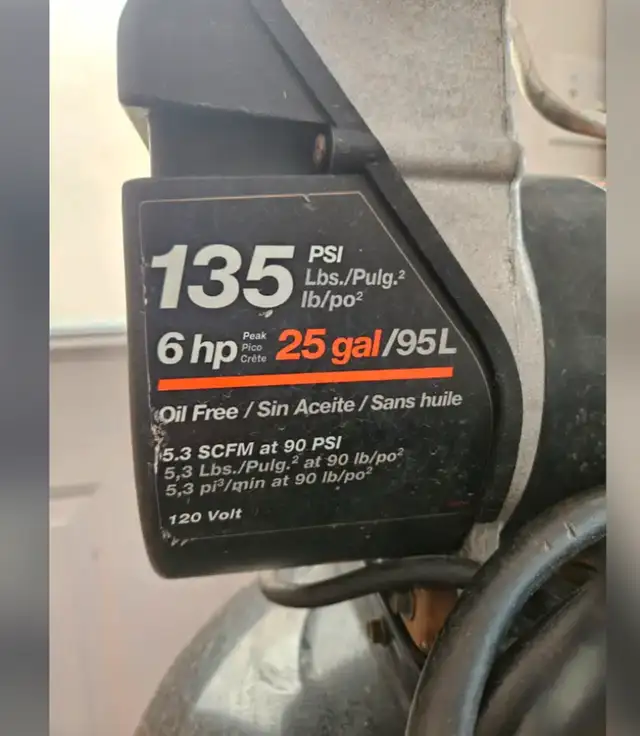 135 PSI
Lbs./Pulg.²
lb/po²
6 hp Peak
Pico
Crête
25 gal/95L
Oil Free / Sin Aceite / Sans huile
5.3 SCFM at 90 PSI
5,3 Lbs./Pulg.² at 90 lb/po²
5,3 pi³/min at 90 lb/po²
120 Volt